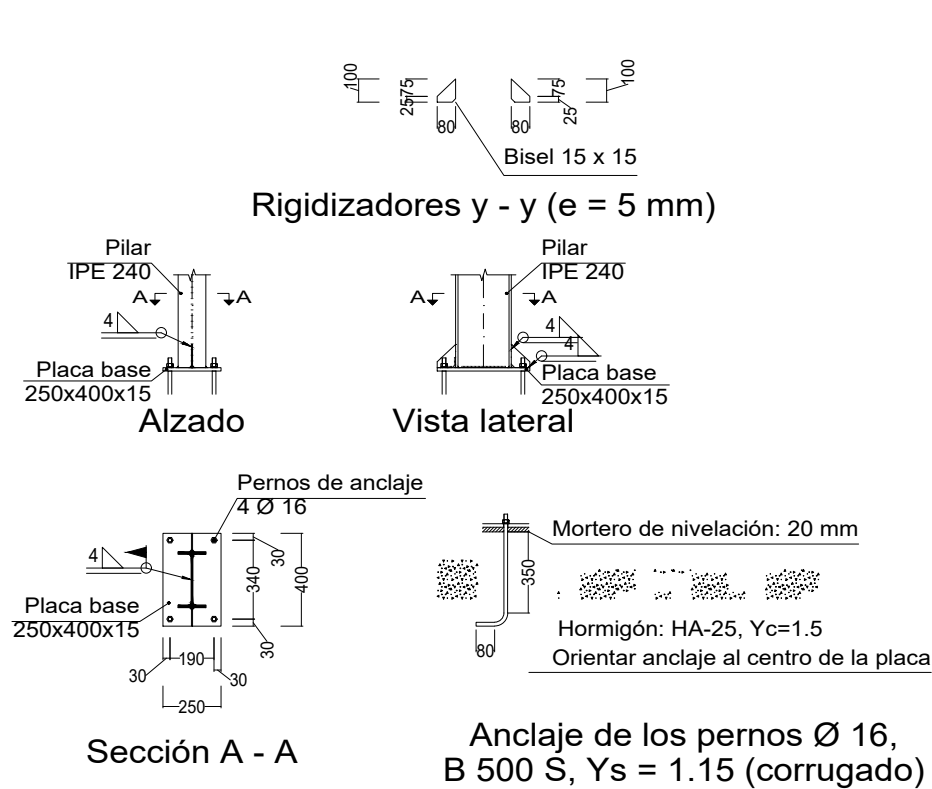 100
25 75
80
80
75
25
100
Bisel 15 x 15
Rigidizadores y - y (e = 5 mm)
Pilar
IPE 240
A
A
4
Placa base
250x400x15
Alzado
Pilar
IPE 240
A
A
4
4
Placa base
250x400x15
Vista lateral
Pernos de anclaje
4 Ø 16
4
Placa base
250x400x15
30
340
400
30
190
30
30
250
Sección A - A
Mortero de nivelación: 20 mm
350
80
Hormigón: HA-25, Yc=1.5
Orientar anclaje al centro de la placa
Anclaje de los pernos Ø 16,
B 500 S, Ys = 1.15 (corrugado)